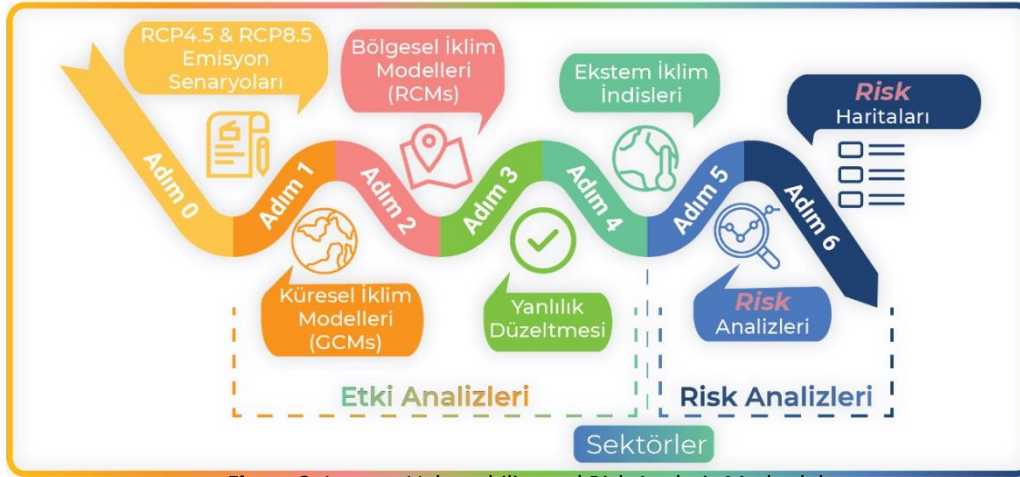 RCP4.5 & RCP8.5
Emisyon
Senaryoları
Bölgesel İklim
Modelleri
(RCMs)
Ekstem İklim
İndisleri
Risk
Haritaları
Adım 0
Adım 1
Adım 2
Adım 3
Adım 4
Adım 5
Adım 6
Küresel İklim
Modelleri
(GCMs)
Yanlılık
Düzeltmesi
Risk
Analizleri
Etki Analizleri
Risk Analizleri
Sektörler